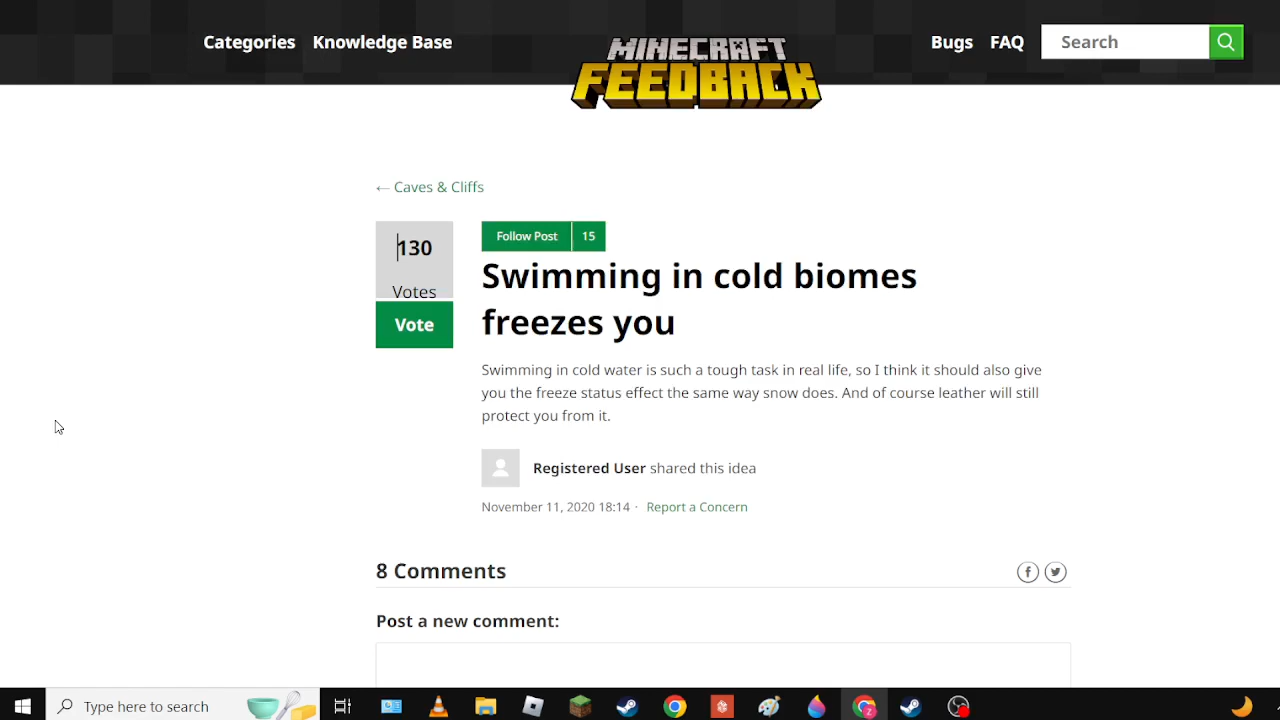 Categories Knowledge Base MINECRAFT FEEDBACK Bugs FAQ Search
← Caves & Cliffs
130
Votes
Vote
Follow Post 15
Swimming in cold biomes
freezes you
Swimming in cold water is such a tough task in real life, so I think it should also give
you the freeze status effect the same way snow does. And of course leather will still
protect you from it.
Registered User shared this idea
November 11, 2020 18:14 · Report a Concern
8 Comments
Post a new comment:
Type here to search